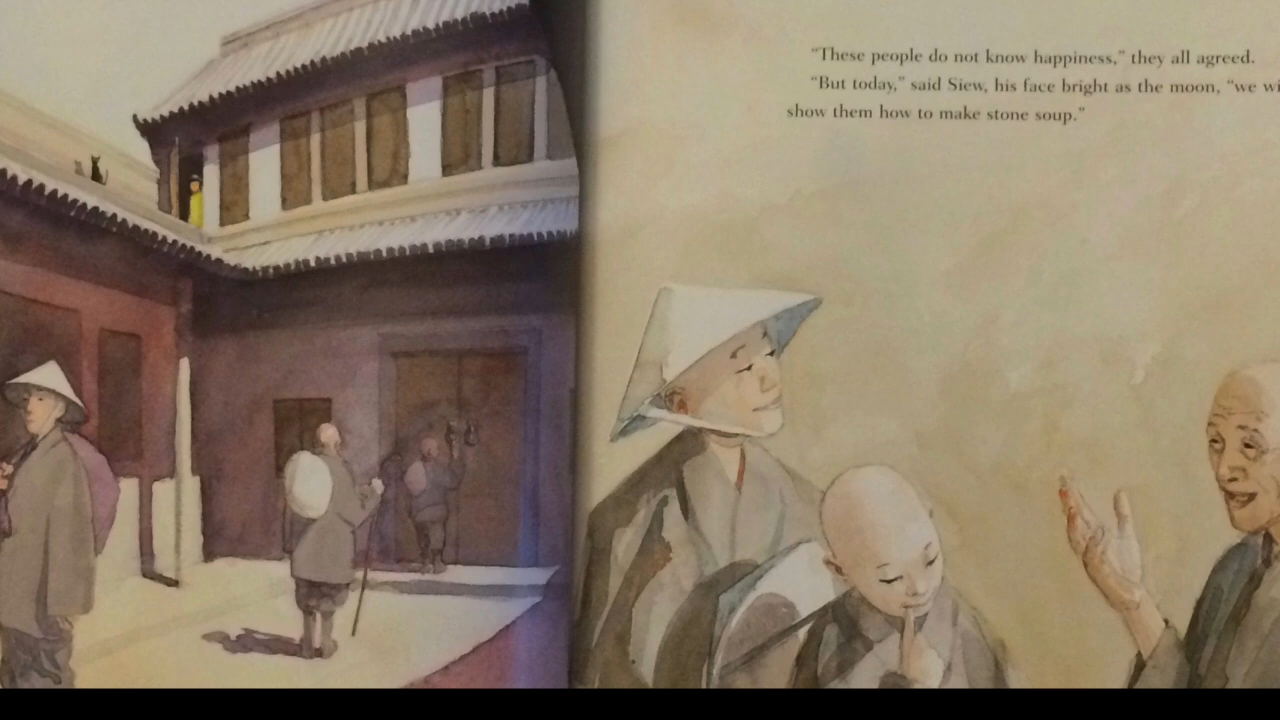 "These people do not know happiness," they all agreed.
"But today," said Siew, his face bright as the moon, "we
show them how to make stone soup."